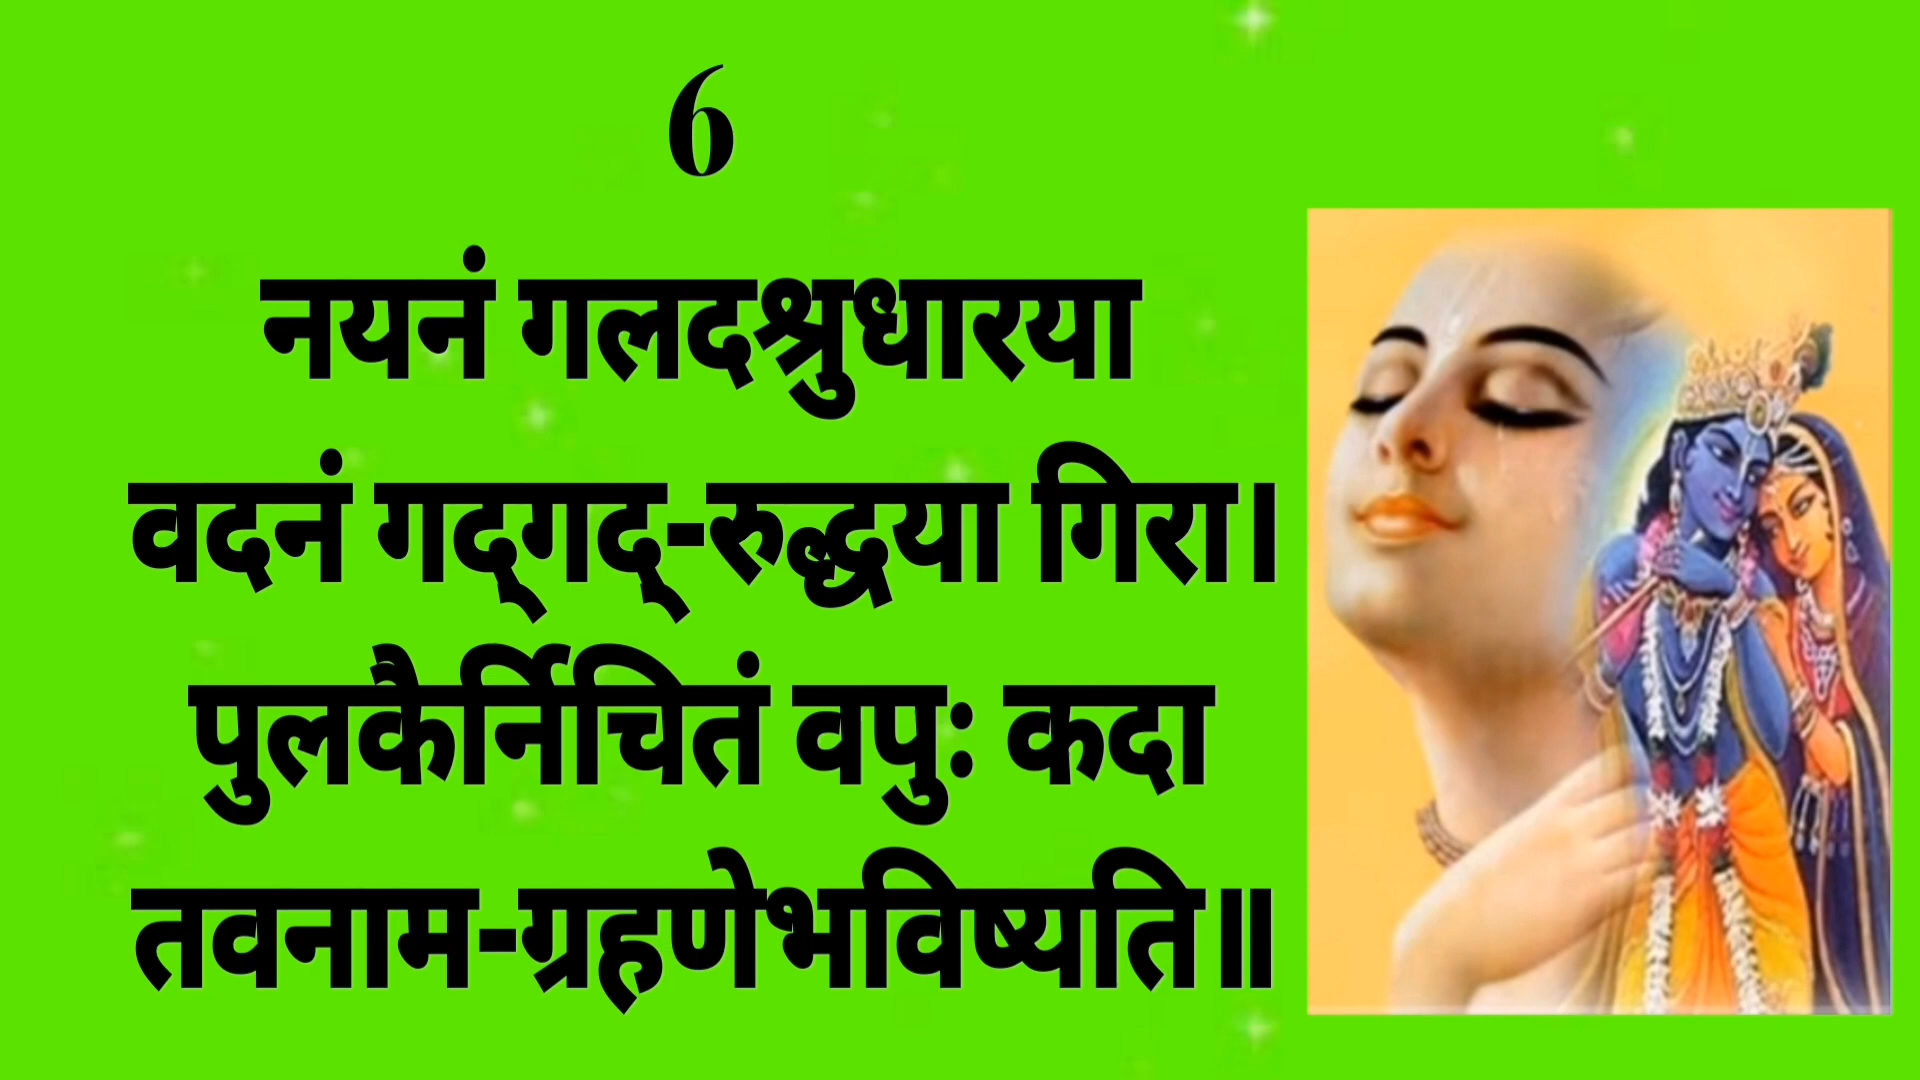 6
नयनं गलदश्रुधारया
वदनं गद्‌गद्‌-रुद्धया गिरा।
पुलकैर्निचितं वपुः कदा
तवनाम-ग्रहणेभविष्यति॥